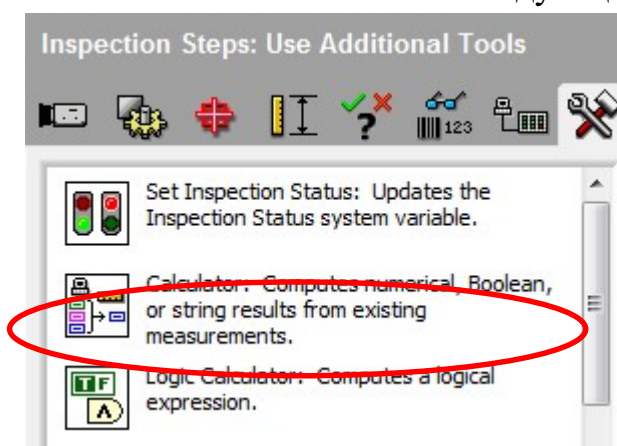 Inspection Steps: Use Additional Tools
123
Set Inspection Status: Updates the
Inspection Status system variable.
Calculator: Computes numerical, Boolean,
or string results from existing
measurements.
T F
Logic Calculator: Computes a logical
expression.